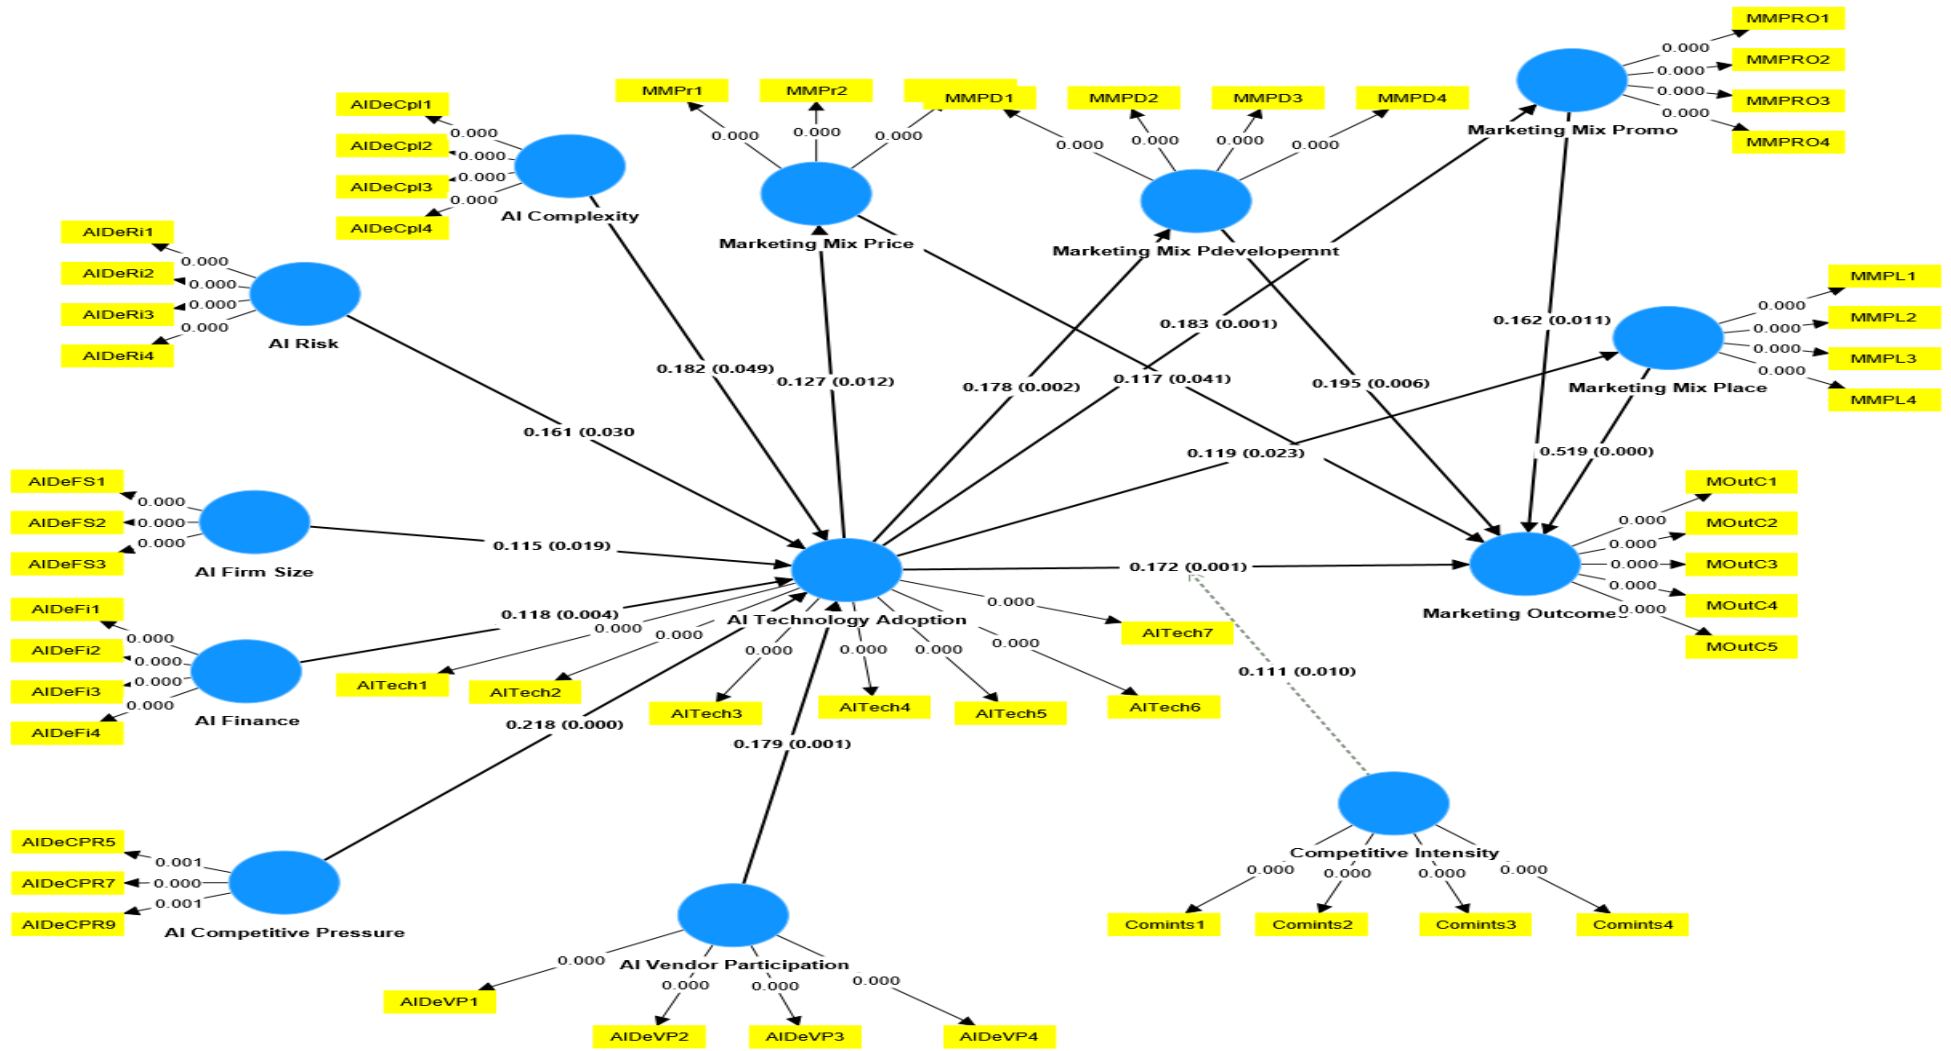 MMPRO1
0.000
MMPRO2
0.000
MMPRO3
0.000
MMPRO4
0.000
Marketing Mix Promo
MMPr1
MMPr2
MMPD1
MMPD2
MMPD3
MMPD4
0.000
0.000
0.000
0.000
0.000
0.000
0.000
Marketing Mix Price
Marketing Mix Pdevelopemnt
AIDeCpl1
0.000
AIDeCpl2
0.000
AIDeCpl3
0.000
AIDeCpl4
0.000
AI Complexity
AIDeRi1
0.000
AIDeRi2
0.000
AIDeRi3
0.000
AIDeRi4
0.000
AI Risk
MMPL1
0.000
MMPL2
0.000
MMPL3
0.000
MMPL4
0.000
Marketing Mix Place
0.183 (0.001)
0.162 (0.011)
0.182 (0.049)
0.127 (0.012)
0.178 (0.002)
0.117 (0.041)
0.195 (0.006)
0.161 (0.030
0.119 (0.023)
0.519 (0.000)
AIDeFS1
0.000
AIDeFS2
0.000
AIDeFS3
0.000
AI Firm Size
0.115 (0.019)
0.172 (0.001)
MOutC1
0.000
MOutC2
0.000
MOutC3
0.000
MOutC4
0.000
MOutC5
0.000
Marketing Outcomes
AIDeFi1
0.000
AIDeFi2
0.000
AIDeFi3
0.000
AIDeFi4
0.000
AI Finance
0.118 (0.004)
AI Technology Adoption
0.000
0.000
0.000
0.000
0.000
0.000
0.000
AITech1
AITech2
AITech3
AITech4
AITech5
AITech6
AITech7
0.218 (0.000)
0.179 (0.001)
0.111 (0.010)
AIDeCPR5
0.001
AIDeCPR7
0.000
AIDeCPR9
0.001
AI Competitive Pressure
Competitive Intensity
0.000
0.000
0.000
0.000
Comints1
Comints2
Comints3
Comints4
AI Vendor Participation
0.000
0.000
0.000
0.000
AIDeVP1
AIDeVP2
AIDeVP3
AIDeVP4